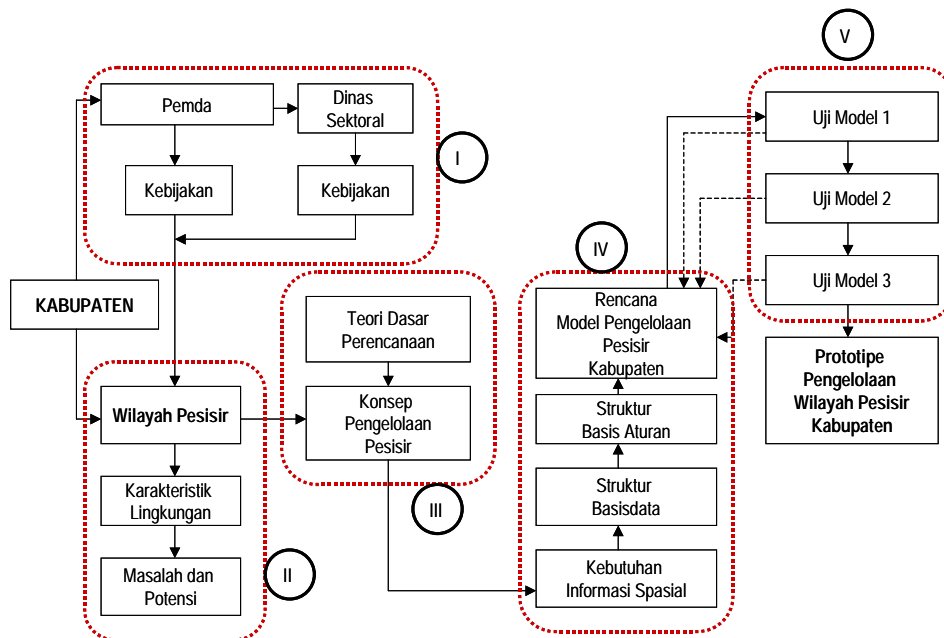 Pemda
Dinas
Sektoral
Kebijakan
Kebijakan
I
KABUPATEN
Wilayah Pesisir
Karakteristik
Lingkungan
Masalah dan
Potensi
II
Teori Dasar
Perencanaan
Konsep
Pengelolaan
Pesisir
III
IV
Rencana
Model Pengelolaan
Pesisir
Kabupaten
Struktur
Basis Aturan
Struktur
Basisdata
Kebutuhan
Informasi Spasial
V
Uji Model 1
Uji Model 2
Uji Model 3
Prototipe
Pengelolaan
Wilayah Pesisir
Kabupaten